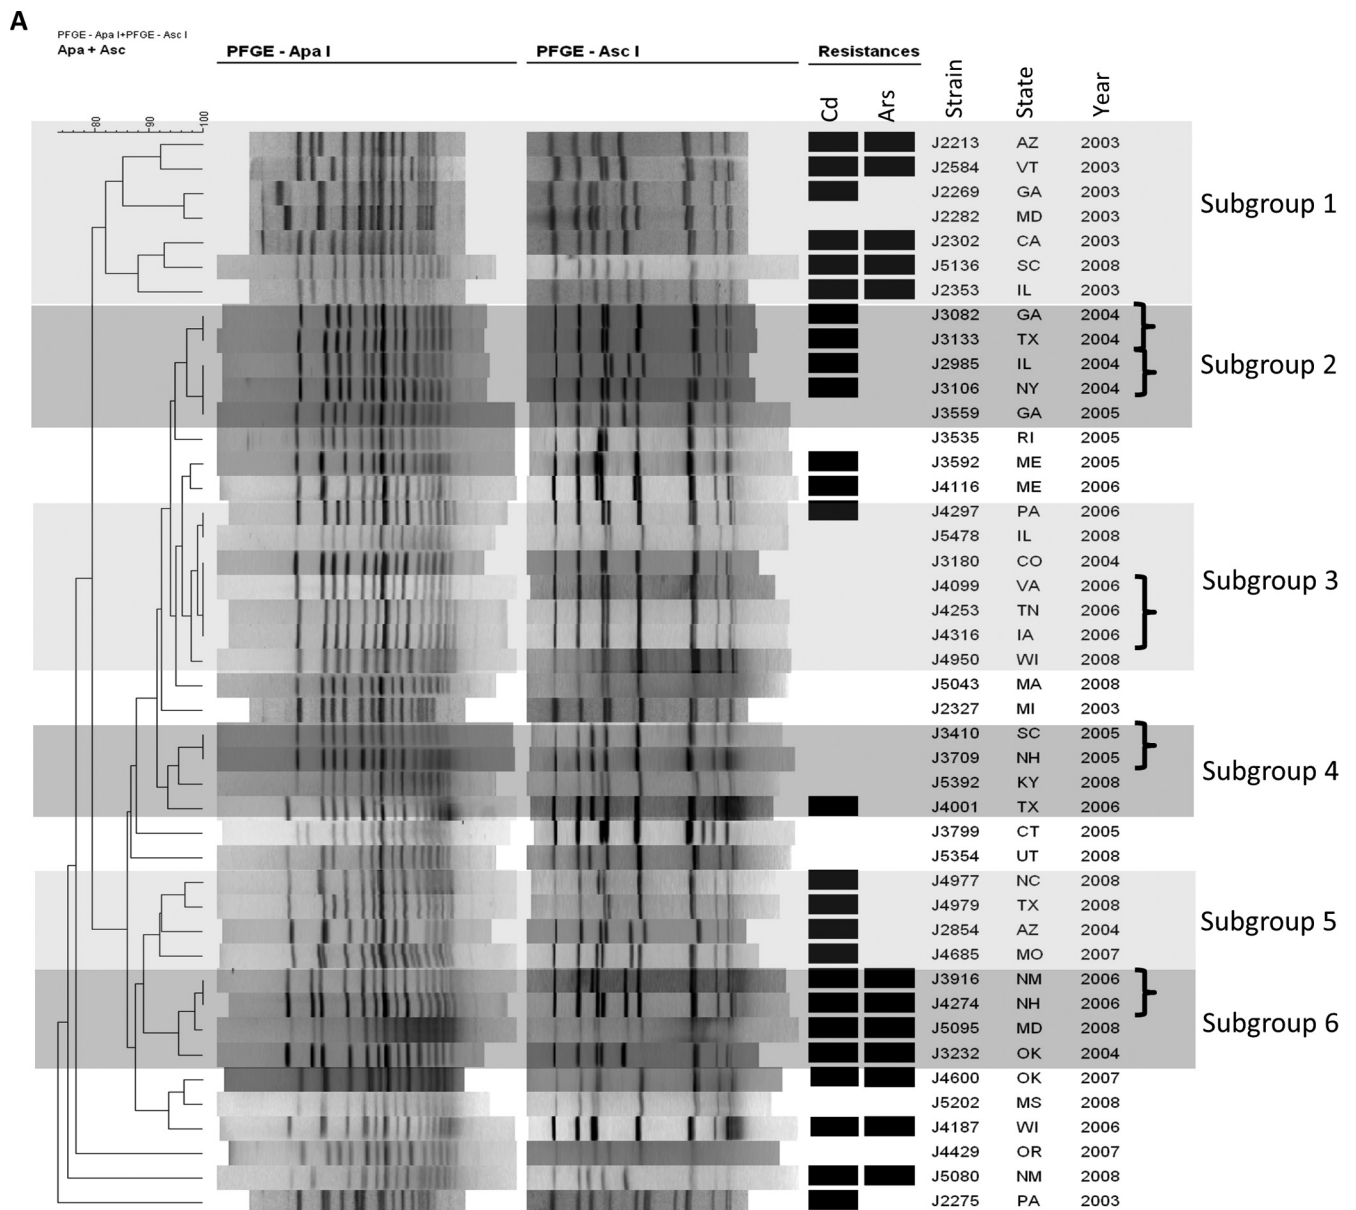 A
PFGE - Apa I+PFGE - Asc I
Apa + Asc
PFGE - Apa I
PFGE - Asc I
Resistances
Cd
Ars
Strain
State
Year
80
90
100
J2213 AZ 2003
J2584 VT 2003
J2269 GA 2003
J2282 MD 2003
J2302 CA 2003
J5136 SC 2008
J2353 IL 2003
Subgroup 1
J3082 GA 2004
J3133 TX 2004
J2985 IL 2004
J3106 NY 2004
J3559 GA 2005
Subgroup 2
J3535 RI 2005
J3592 ME 2005
J4116 ME 2006
J4297 PA 2006
J5478 IL 2008
J3180 CO 2004
J4099 VA 2006
J4253 TN 2006
J4316 IA 2006
J4950 WI 2008
Subgroup 3
J5043 MA 2008
J2327 MI 2003
J3410 SC 2005
J3709 NH 2005
J5392 KY 2008
J4001 TX 2006
Subgroup 4
J3799 CT 2005
J5354 UT 2008
J4977 NC 2008
J4979 TX 2008
J2854 AZ 2004
J4685 MO 2007
Subgroup 5
J3916 NM 2006
J4274 NH 2006
J5095 MD 2008
J3232 OK 2004
Subgroup 6
J4600 OK 2007
J5202 MS 2008
J4187 WI 2006
J4429 OR 2007
J5080 NM 2008
J2275 PA 2003